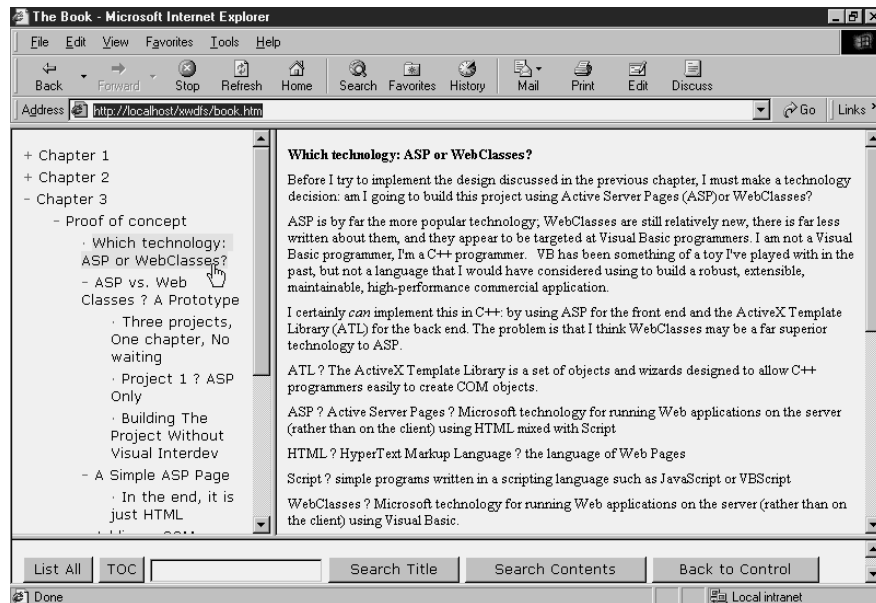 The Book - Microsoft Internet Explorer
File Edit View Favorites Tools Help
Back Forward Stop Refresh Home Search Favorites History Mail Print Edit Discuss
Address http://localhost/xwdfs/book.htm Go Links
+ Chapter 1
+ Chapter 2
- Chapter 3
- Proof of concept
· Which technology:
ASP or WebClasses?
- ASP vs. Web
Classes ? A Prototype
· Three projects,
One chapter, No
waiting
· Project 1 ? ASP
Only
· Building The
Project Without
Visual Interdev
- A Simple ASP Page
· In the end, it is
just HTML
Which technology: ASP or WebClasses?
Before I try to implement the design discussed in the previous chapter, I must make a technology
decision: am I going to build this project using Active Server Pages (ASP)or WebClasses?
ASP is by far the more popular technology; WebClasses are still relatively new, there is far less
written about them, and they appear to be targeted at Visual Basic programmers. I am not a Visual
Basic programmer, I'm a C++ programmer. VB has been something of a toy I've played with in the
past, but not a language that I would have considered using to build a robust, extensible,
maintainable, high-performance commercial application.
I certainly can implement this in C++: by using ASP for the front end and the ActiveX Template
Library (ATL) for the back end. The problem is that I think WebClasses may be a far superior
technology to ASP.
ATL ? The ActiveX Template Library is a set of objects and wizards designed to allow C++
programmers easily to create COM objects.
ASP ? Active Server Pages ? Microsoft technology for running Web applications on the server
(rather than on the client) using HTML mixed with Script
HTML ? HyperText Markup Language ? the language of Web Pages
Script ? simple programs written in a scripting language such as JavaScript or VBScript
WebClasses ? Microsoft technology for running Web applications on the server (rather than on
the client) using Visual Basic.
List All TOC Search Title Search Contents Back to Control
Done Local intranet